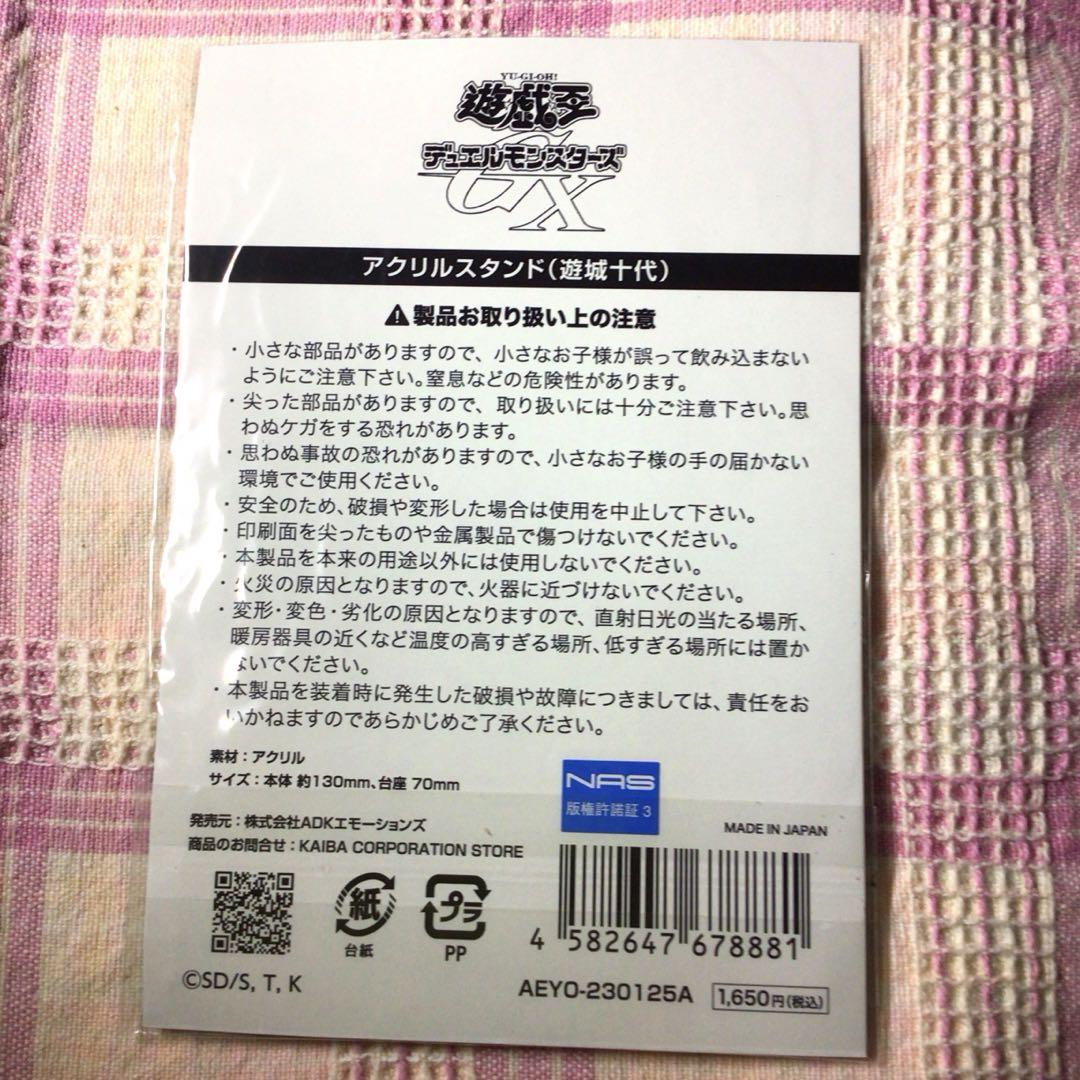 YU-GI-OH!
遊戯王
デュエルモンスターズ
GX
アクリルスタンド(遊城十代)
⚠製品お取り扱い上の注意
・小さな部品がありますので、小さなお子様が誤って飲み込まない
ようにご注意下さい。窒息などの危険性があります。
・尖った部品がありますので、取り扱いには十分ご注意下さい。思
わぬケガをする恐れがあります。
・思わぬ事故の恐れがありますので、小さなお子様の手の届かない
環境でご使用ください。
・安全のため、破損や変形した場合は使用を中止して下さい。
・印刷面を尖ったものや金属製品で傷つけないでください。
・本製品を本来の用途以外には使用しないでください。
・火災の原因となりますので、火器に近づけないでください。
・変形・変色・劣化の原因となりますので、直射日光の当たる場所、
暖房器具の近くなど温度の高すぎる場所、低すぎる場所には置か
ないでください。
・本製品を装着時に発生した破損や故障につきましては、責任をお
いかねますのであらかじめご了承ください。
素材:アクリル
サイズ:本体 約130mm、台座 70mm
NAS
版権許諾証 3
発売元:株式会社ADKエモーションズ
MADE IN JAPAN
商品のお問合せ:KAIBA CORPORATION STORE
紙
台紙
プラ
PP
4 582647 678881
©SD/S, T, K
AEYO-230125A
1,650円(税込)